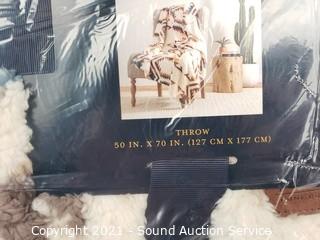 THROW
50 IN. X 70 IN. (127 CM X 177 CM)
Copyright 2021 - Sound Auction Service